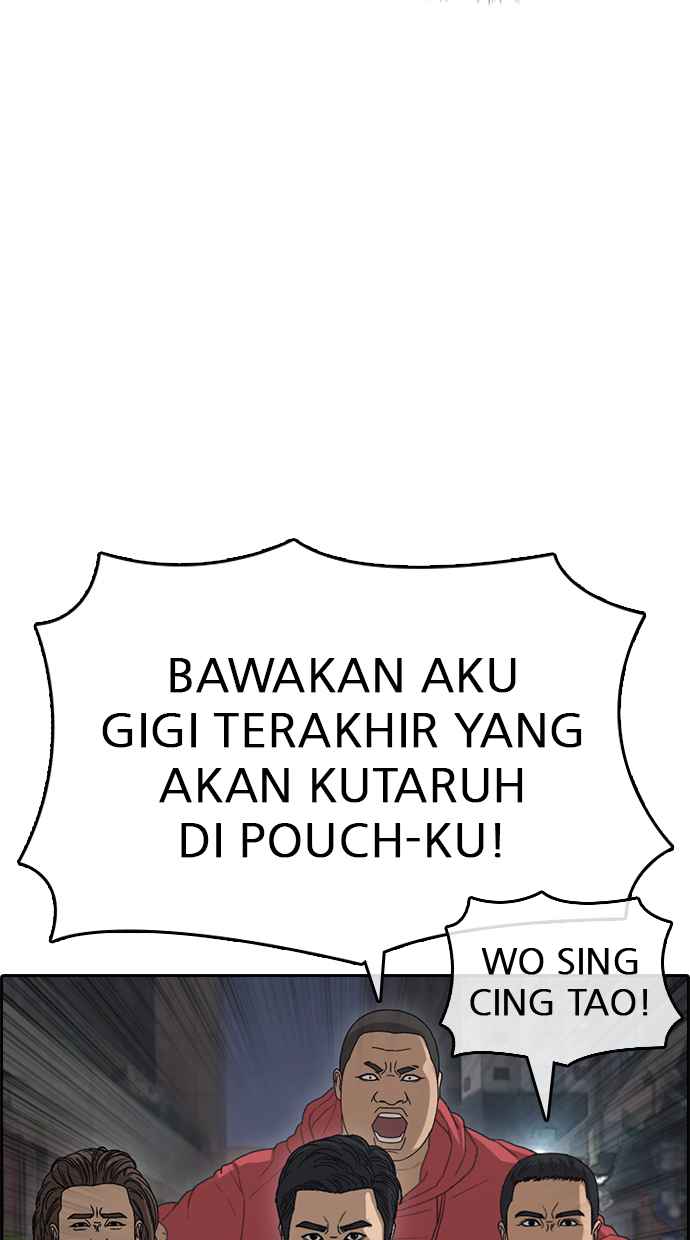 BAWAKAN AKU
GIGI TERAKHIR YANG
AKAN KUTARUH
DI POUCH-KU!
WO SING
CING TAO!